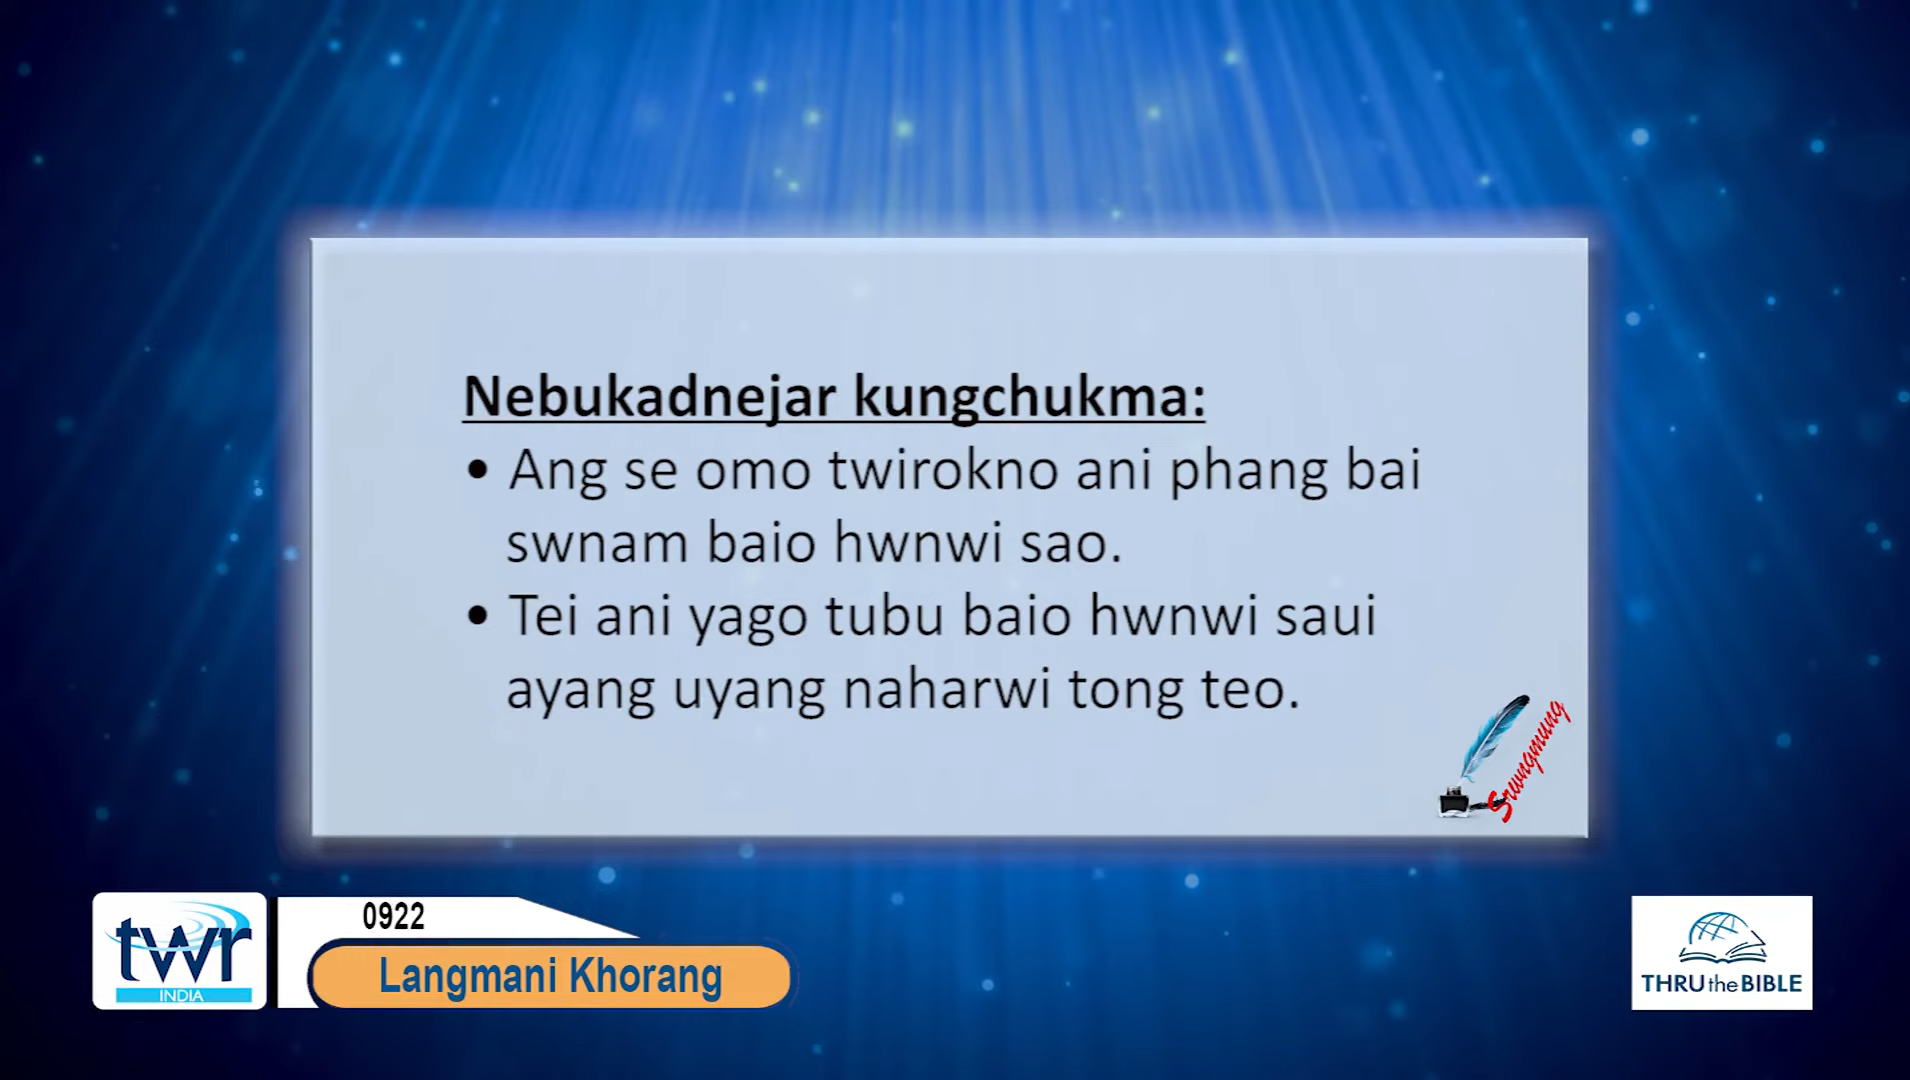 Nebukadnejar kungchukma:
• Ang se omo twirokno ani phang bai
swnam baio hwnwi sao.
• Tei ani yago tubu baio hwnwi saui
ayang uyang naharwi tong teo.
Srungmung
0922
Langmani Khorang
twr
INDIA
THRU the BIBLE